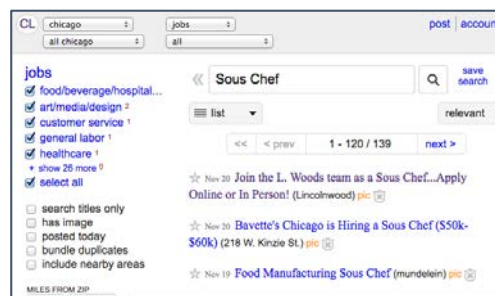 CL chicago jobs post account
all chicago all
jobs
food/beverage/hospital...
art/media/design 2
customer service 1
general labor 1
healthcare 1
+ show 26 more 0
select all
search titles only
has image
posted today
bundle duplicates
include nearby areas
MILES FROM ZIP
« Sous Chef save search
list relevant
<< < prev 1 - 120 / 139 next >
Nov 20 Join the L. Woods team as a Sous Chef...Apply
Online or In Person! (Lincolnwood) pic
Nov 20 Bavette's Chicago is Hiring a Sous Chef ($50k-
$60k) (218 W. Kinzie St.) pic
Nov 19 Food Manufacturing Sous Chef (mundelein) pic